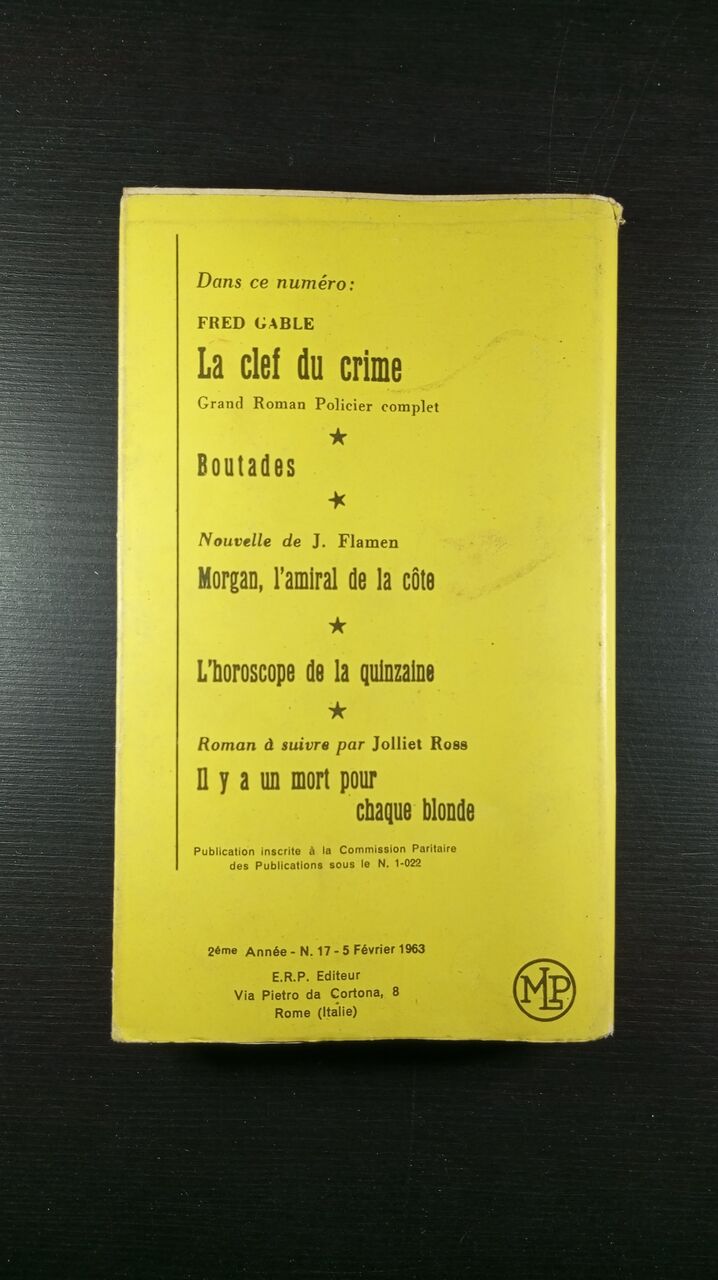 Dans ce numéro:
FRED GABLE
La clef du crime
Grand Roman Policier complet
Boutades
Nouvelle de J. Flamen
Morgan, l'amiral de la côte
L'horoscope de la quinzaine
Roman à suivre par Jolliet Ross
Il y a un mort pour
chaque blonde
Publication inscrite à la Commission Paritaire
des Publications sous le N. 1-022
2éme Année - N. 17 - 5 Février 1963
E.R.P. Editeur
Via Pietro da Cortona, 8
Rome (Italie)
MLP